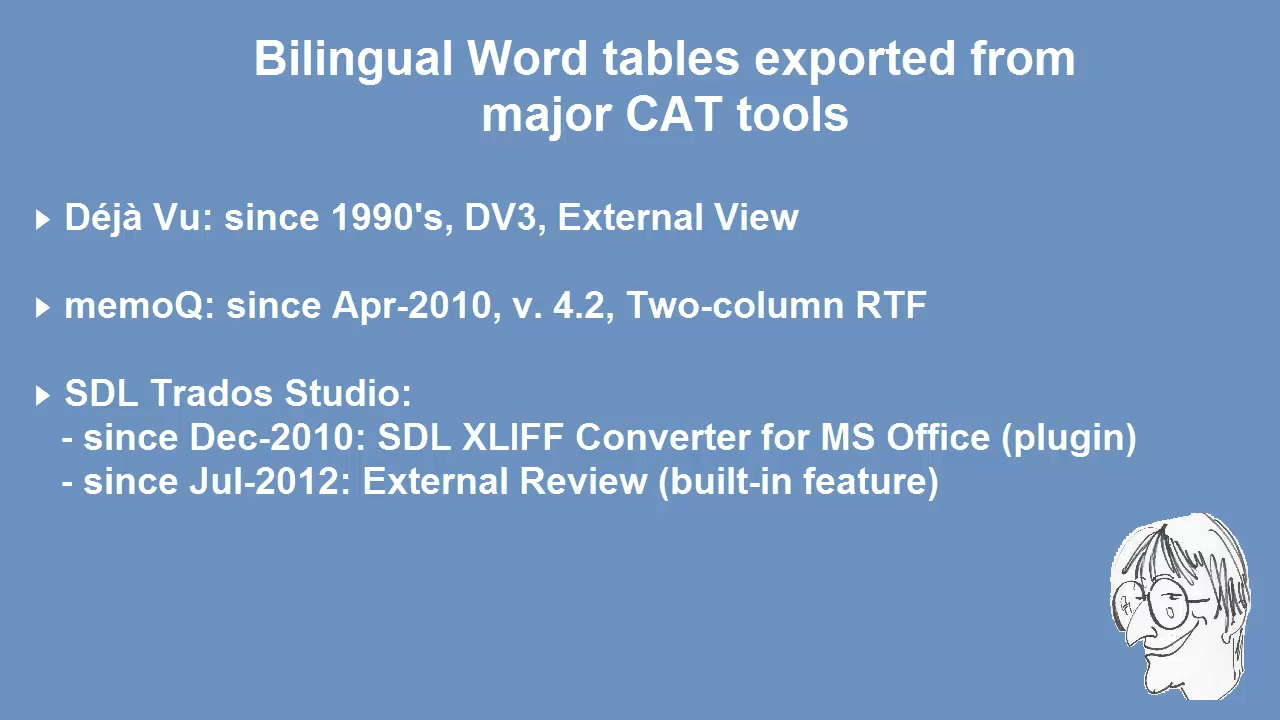 Bilingual Word tables exported from
major CAT tools
Déjà Vu: since 1990's, DV3, External View
memoQ: since Apr-2010, v. 4.2, Two-column RTF
SDL Trados Studio:
- since Dec-2010: SDL XLIFF Converter for MS Office (plugin)
- since Jul-2012: External Review (built-in feature)